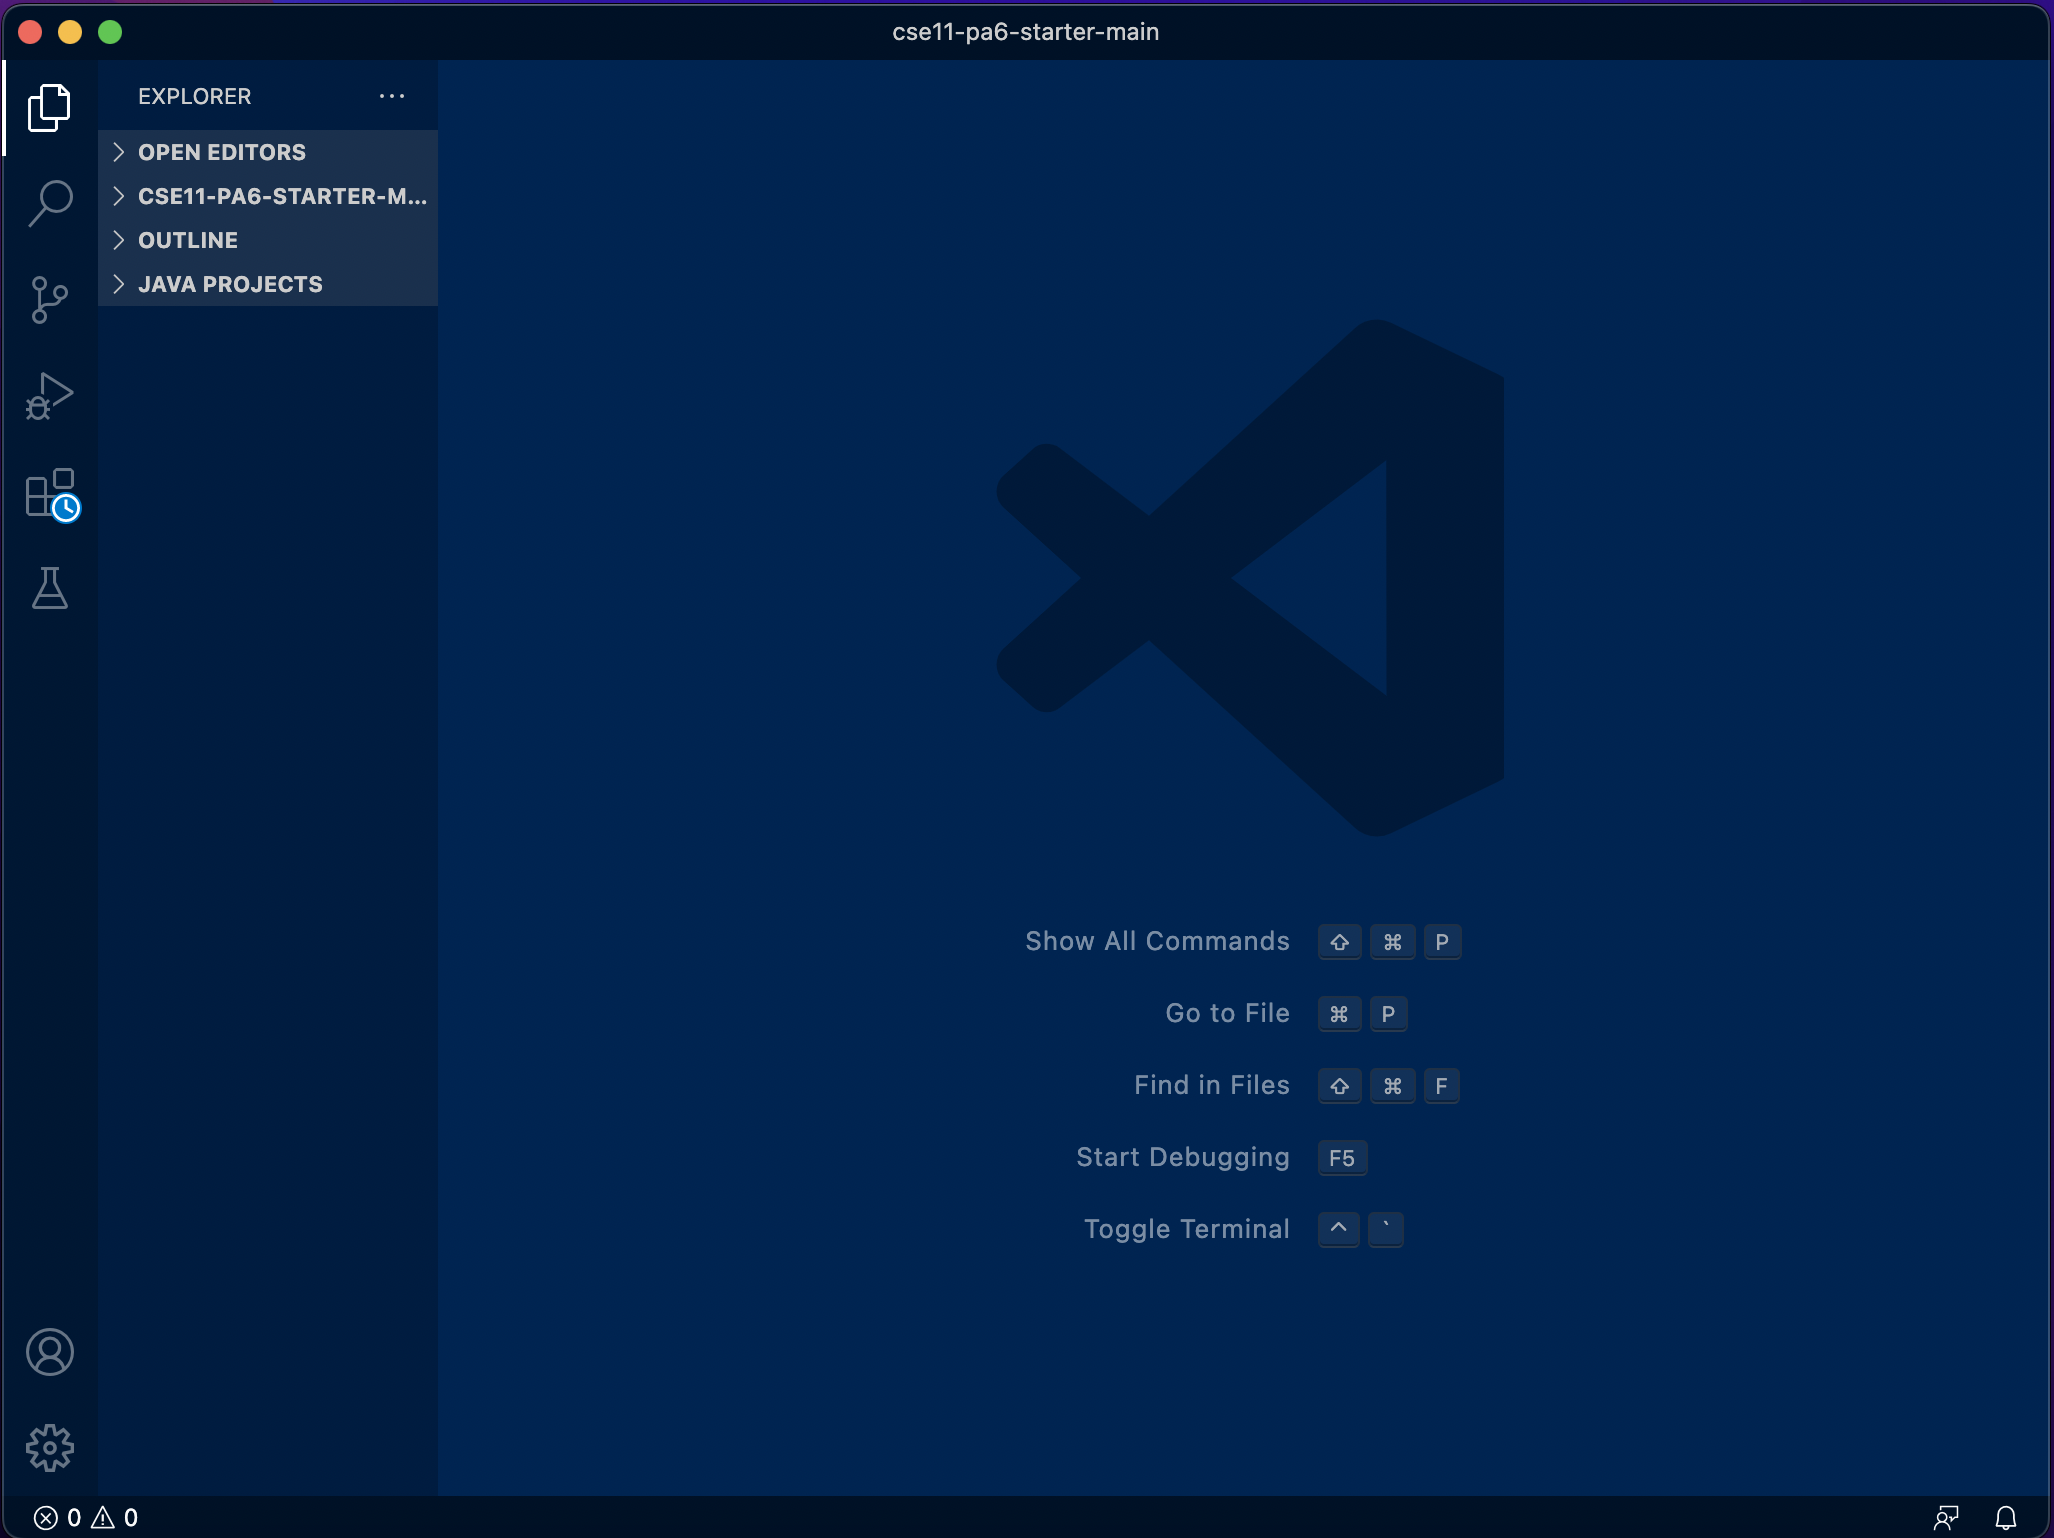 cse11-pa6-starter-main
EXPLORER
OPEN EDITORS
CSE11-PA6-STARTER-M...
OUTLINE
JAVA PROJECTS
Show All Commands ⇧ ⌘ P
Go to File ⌘ P
Find in Files ⇧ ⌘ F
Start Debugging F5
Toggle Terminal ^ `
0 0